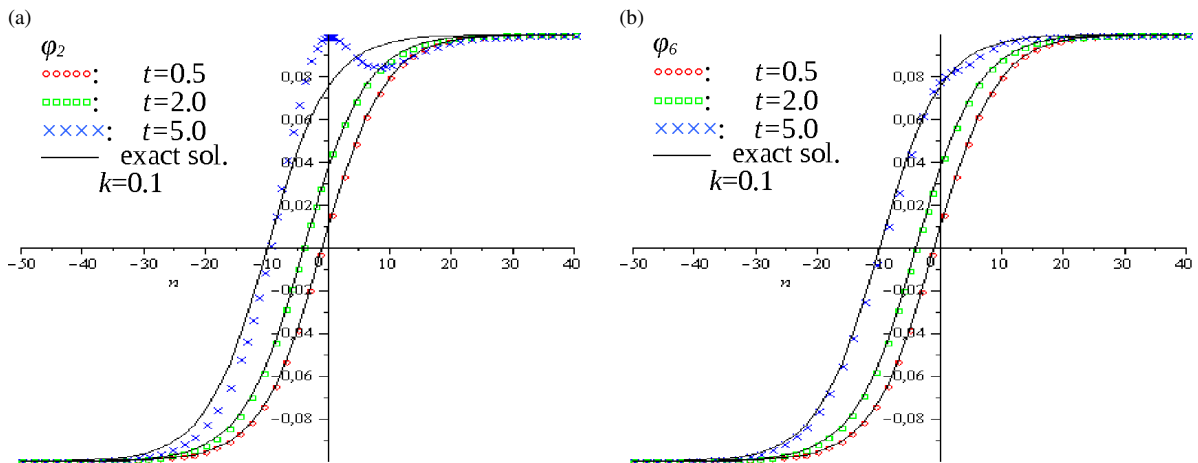 (a)
φ2
: t=0.5
: t=2.0
: t=5.0
exact sol.
k=0.1
0,08
0,06
0,04
0,02
−50 −40 −30 −20 −10 0 10 20 30 40
n
−0,02
−0,04
−0,06
−0,08
(b)
φ6
: t=0.5
: t=2.0
: t=5.0
exact sol.
k=0.1
0,08
0,06
0,04
0,02
−50 −40 −30 −20 −10 0 10 20 30 40
n
−0,02
−0,04
−0,06
−0,08